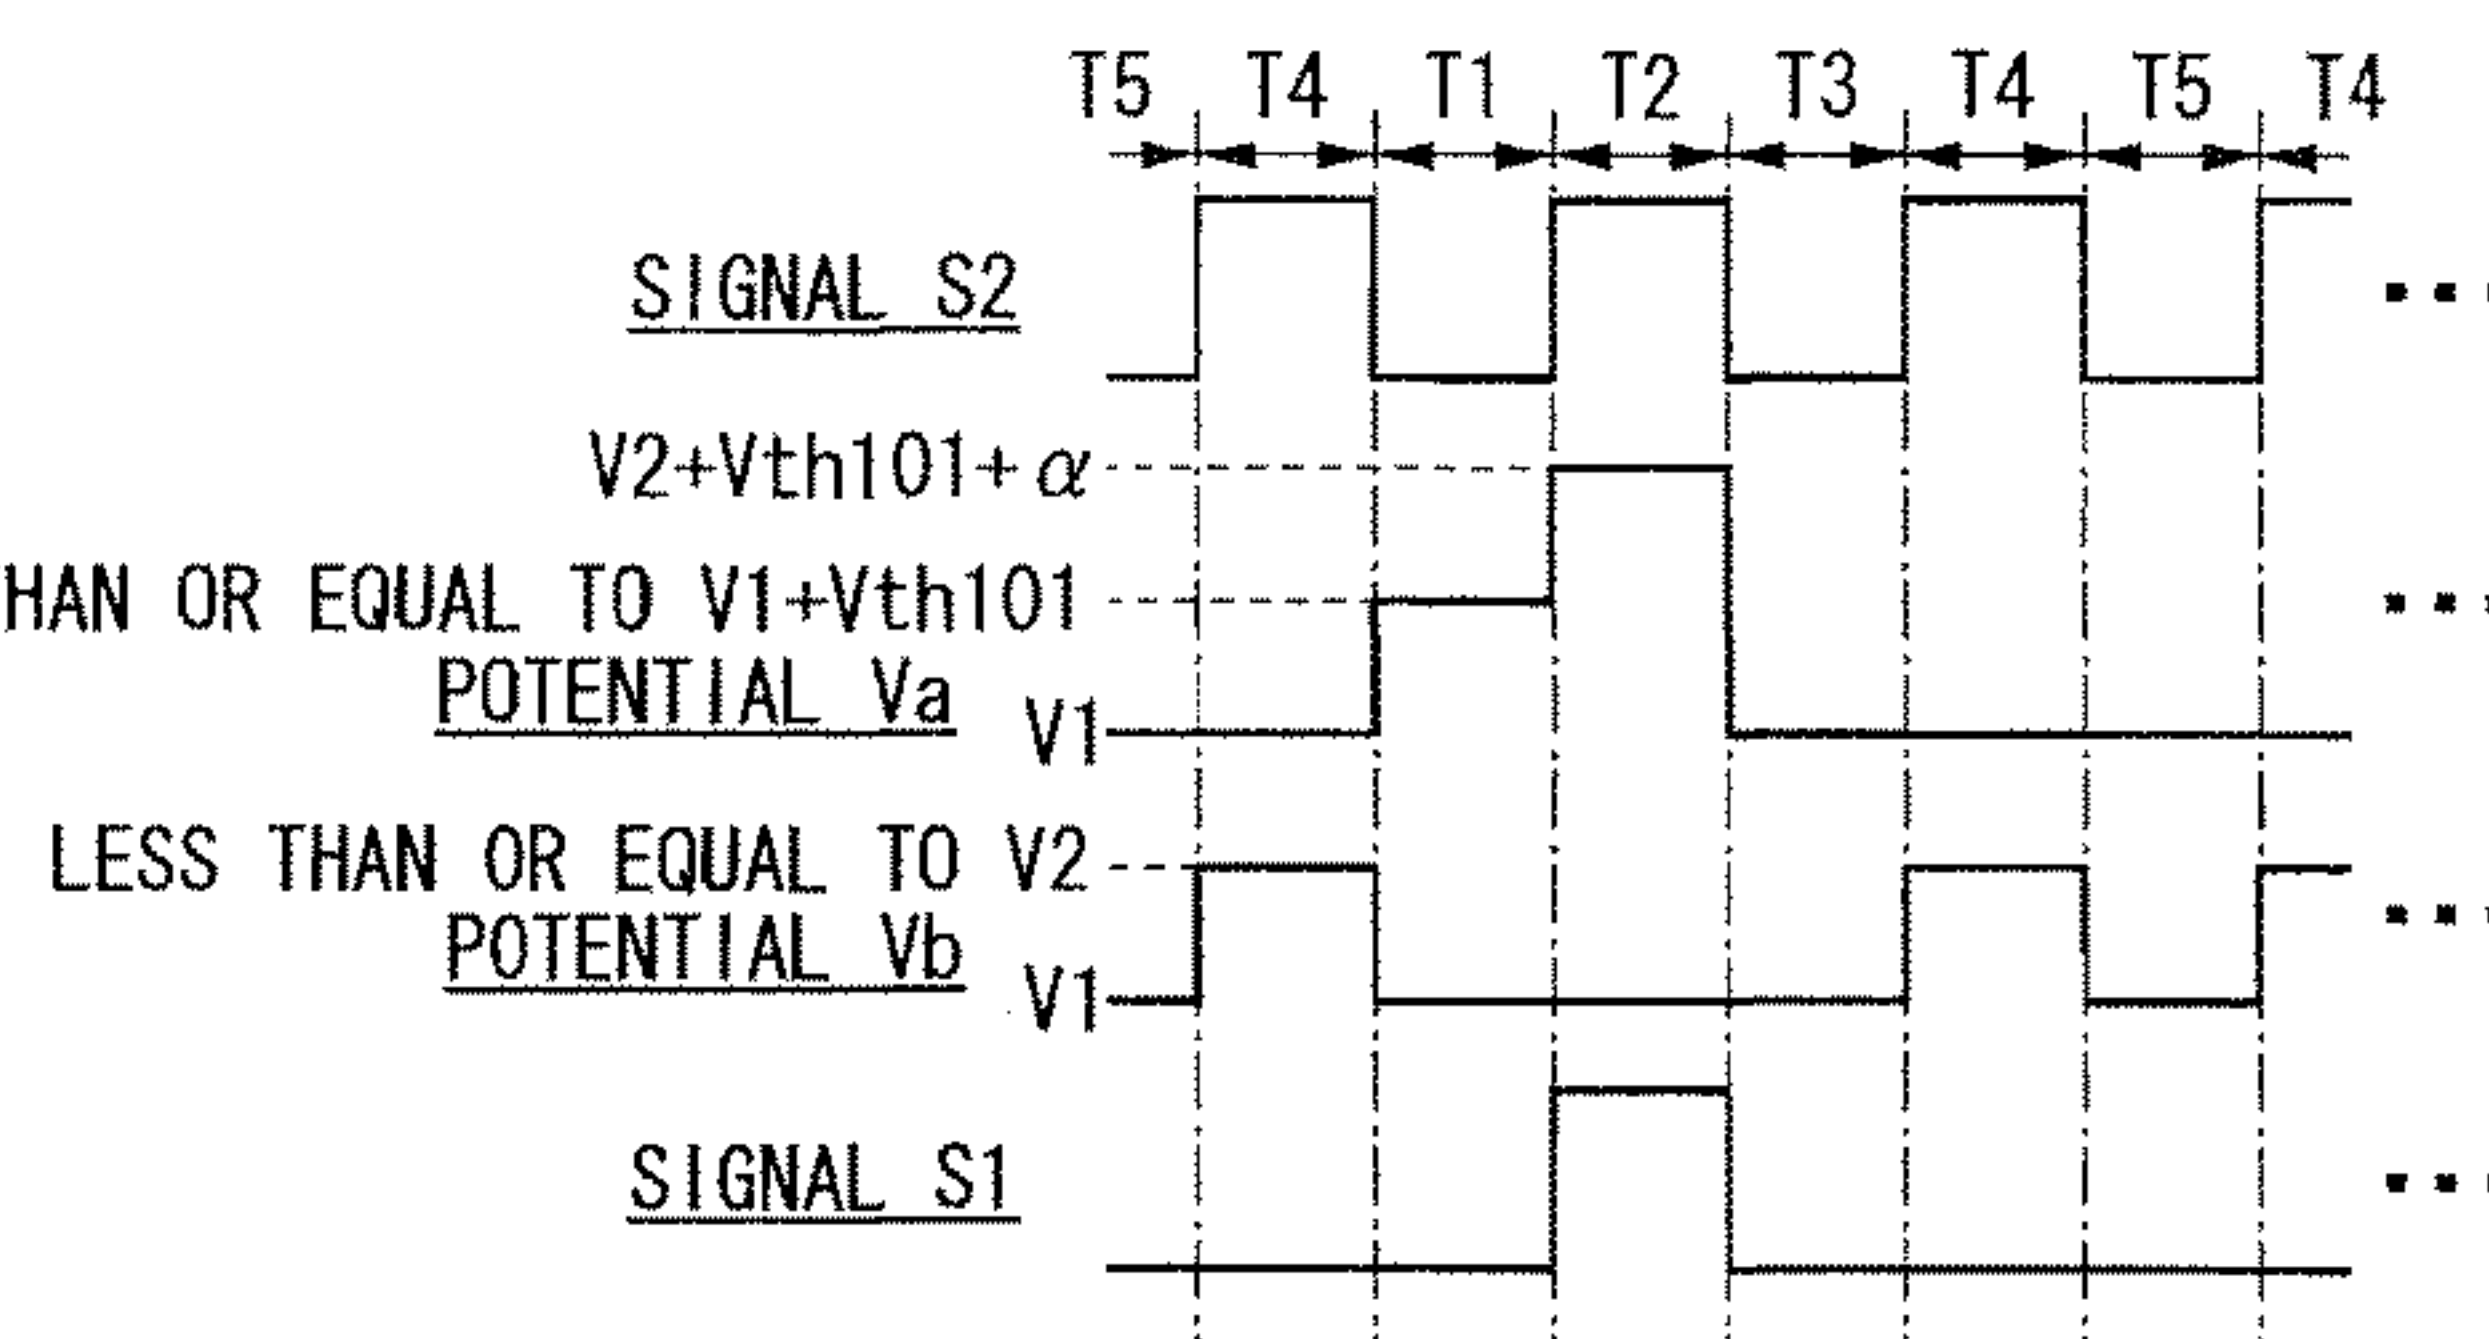 T5 T4 T1 T2 T3 T4 T5 T4
SIGNAL S2
V2+Vth101+α
HAN OR EQUAL TO V1+Vth101
POTENTIAL Va
V1
LESS THAN OR EQUAL TO V2
POTENTIAL Vb
V1
SIGNAL S1